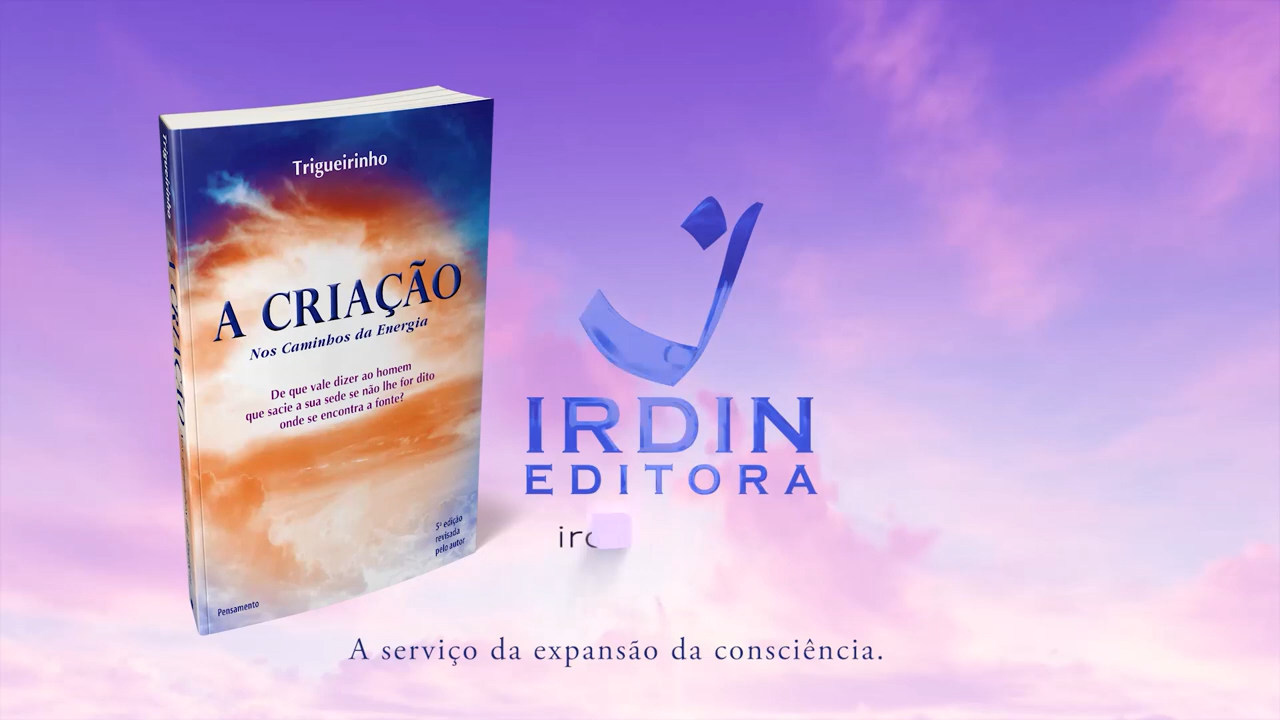 Trigueirinho
A CRIAÇÃO
Nos Caminhos da Energia
De que vale dizer ao homem
que sacie a sua sede se não lhe for dito
onde se encontra a fonte?
5ª edição
revisada
pelo autor
Pensamento
Trigueirinho
A CRIAÇÃO
IRDIN
EDITORA
A serviço da expansão da consciência.